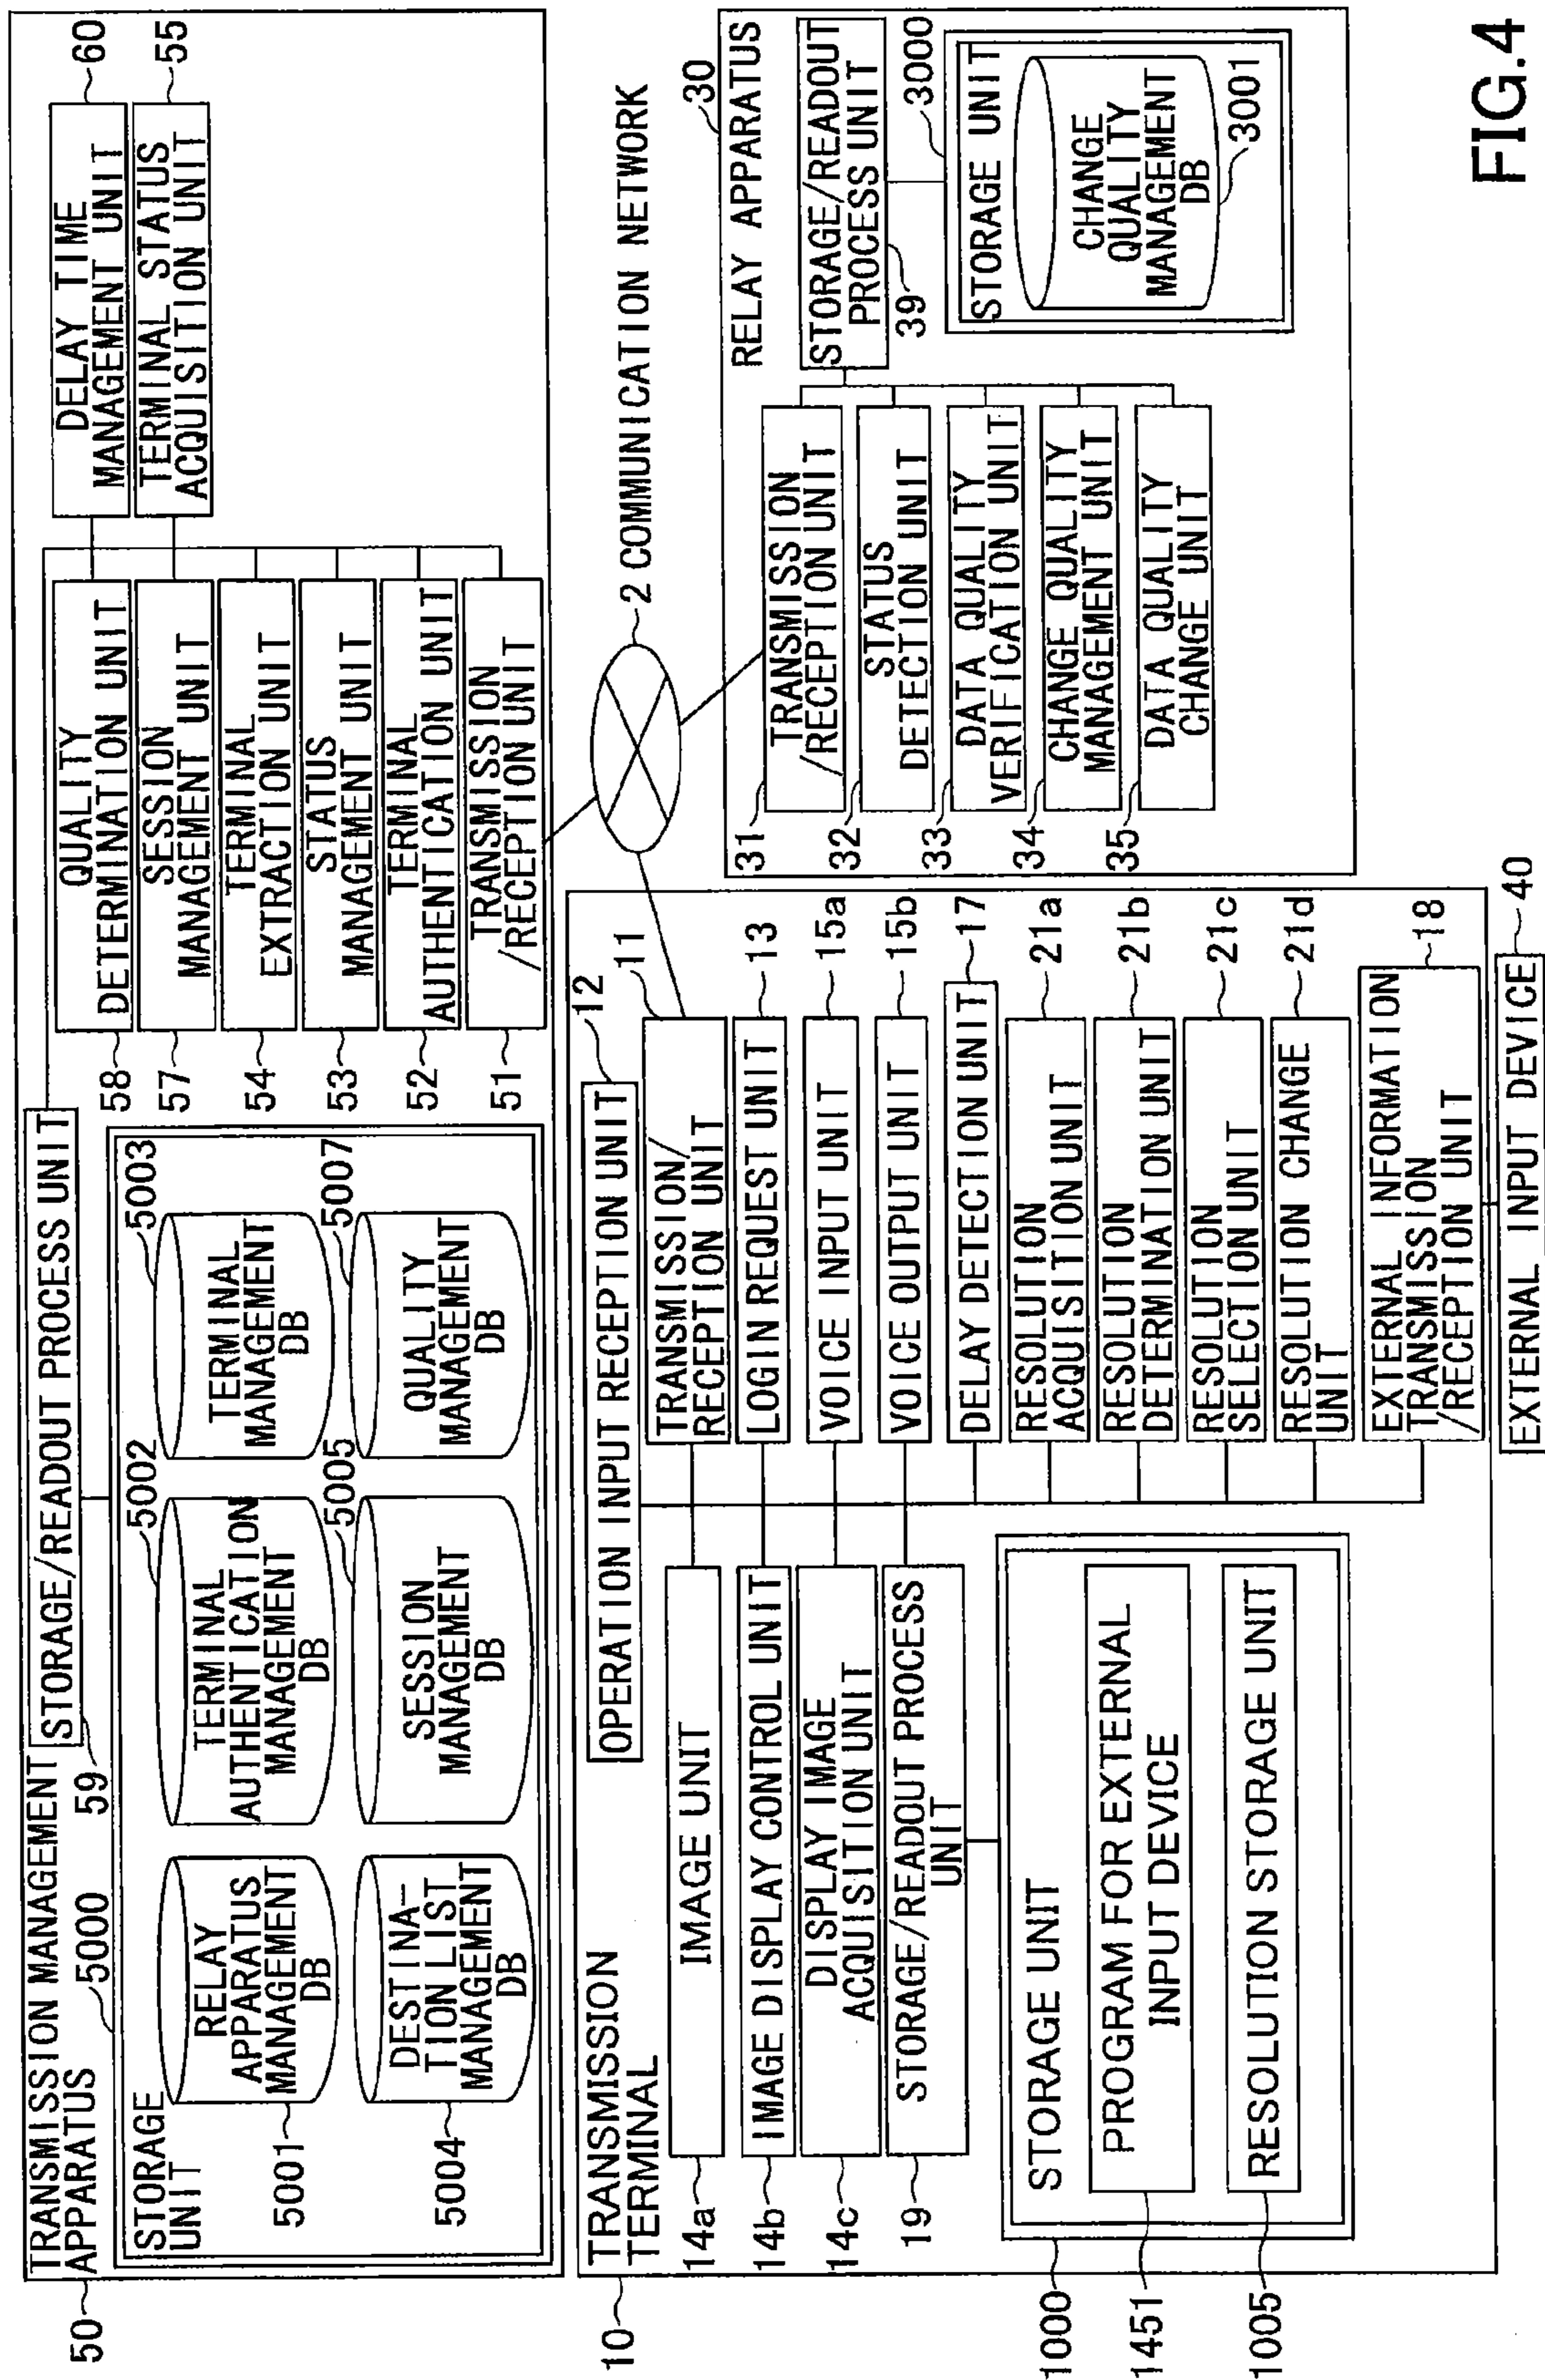 TRANSMISSION MANAGEMENT
APPARATUS
50
5000
59
STORAGE/READOUT PROCESS UNIT
STORAGE
UNIT
RELAY
APPARATUS
MANAGEMENT
DB
5001
TERMINAL
AUTHENTICATION
MANAGEMENT
DB
5002
TERMINAL
MANAGEMENT
DB
5003
DESTINA-
TION LIST
MANAGEMENT
DB
5004
SESSION
MANAGEMENT
DB
5005
QUALITY
MANAGEMENT
DB
5007
58
QUALITY
DETERMINATION UNIT
57
SESSION
MANAGEMENT UNIT
54
TERMINAL
EXTRACTION UNIT
53
STATUS
MANAGEMENT UNIT
52
TERMINAL
AUTHENTICATION UNIT
51
TRANSMISSION
/RECEPTION UNIT
DELAY TIME
MANAGEMENT UNIT
60
TERMINAL STATUS
ACQUISITION UNIT
55
2 COMMUNICATION NETWORK
TRANSMISSION
TERMINAL
10
OPERATION INPUT RECEPTION UNIT
12
14a
IMAGE UNIT
14b
IMAGE DISPLAY CONTROL UNIT
14c
DISPLAY IMAGE
ACQUISITION UNIT
19
STORAGE/READOUT PROCESS
UNIT
1000
STORAGE UNIT
1451
PROGRAM FOR EXTERNAL
INPUT DEVICE
1005
RESOLUTION STORAGE UNIT
TRANSMISSION/
RECEPTION UNIT
11
LOGIN REQUEST UNIT
13
VOICE INPUT UNIT
15a
VOICE OUTPUT UNIT
15b
DELAY DETECTION UNIT
17
RESOLUTION
ACQUISITION UNIT
21a
RESOLUTION
DETERMINATION UNIT
21b
RESOLUTION
SELECTION UNIT
21c
RESOLUTION CHANGE
UNIT
21d
EXTERNAL INFORMATION
TRANSMISSION
/RECEPTION UNIT
18
EXTERNAL INPUT DEVICE
40
RELAY APPARATUS
30
31
TRANSMISSION
/RECEPTION UNIT
32
STATUS
DETECTION UNIT
33
DATA QUALITY
VERIFICATION UNIT
34
CHANGE QUALITY
MANAGEMENT UNIT
35
DATA QUALITY
CHANGE UNIT
STORAGE/READOUT
PROCESS UNIT
39
3000
STORAGE UNIT
CHANGE
QUALITY
MANAGEMENT
DB
3001
FIG.4